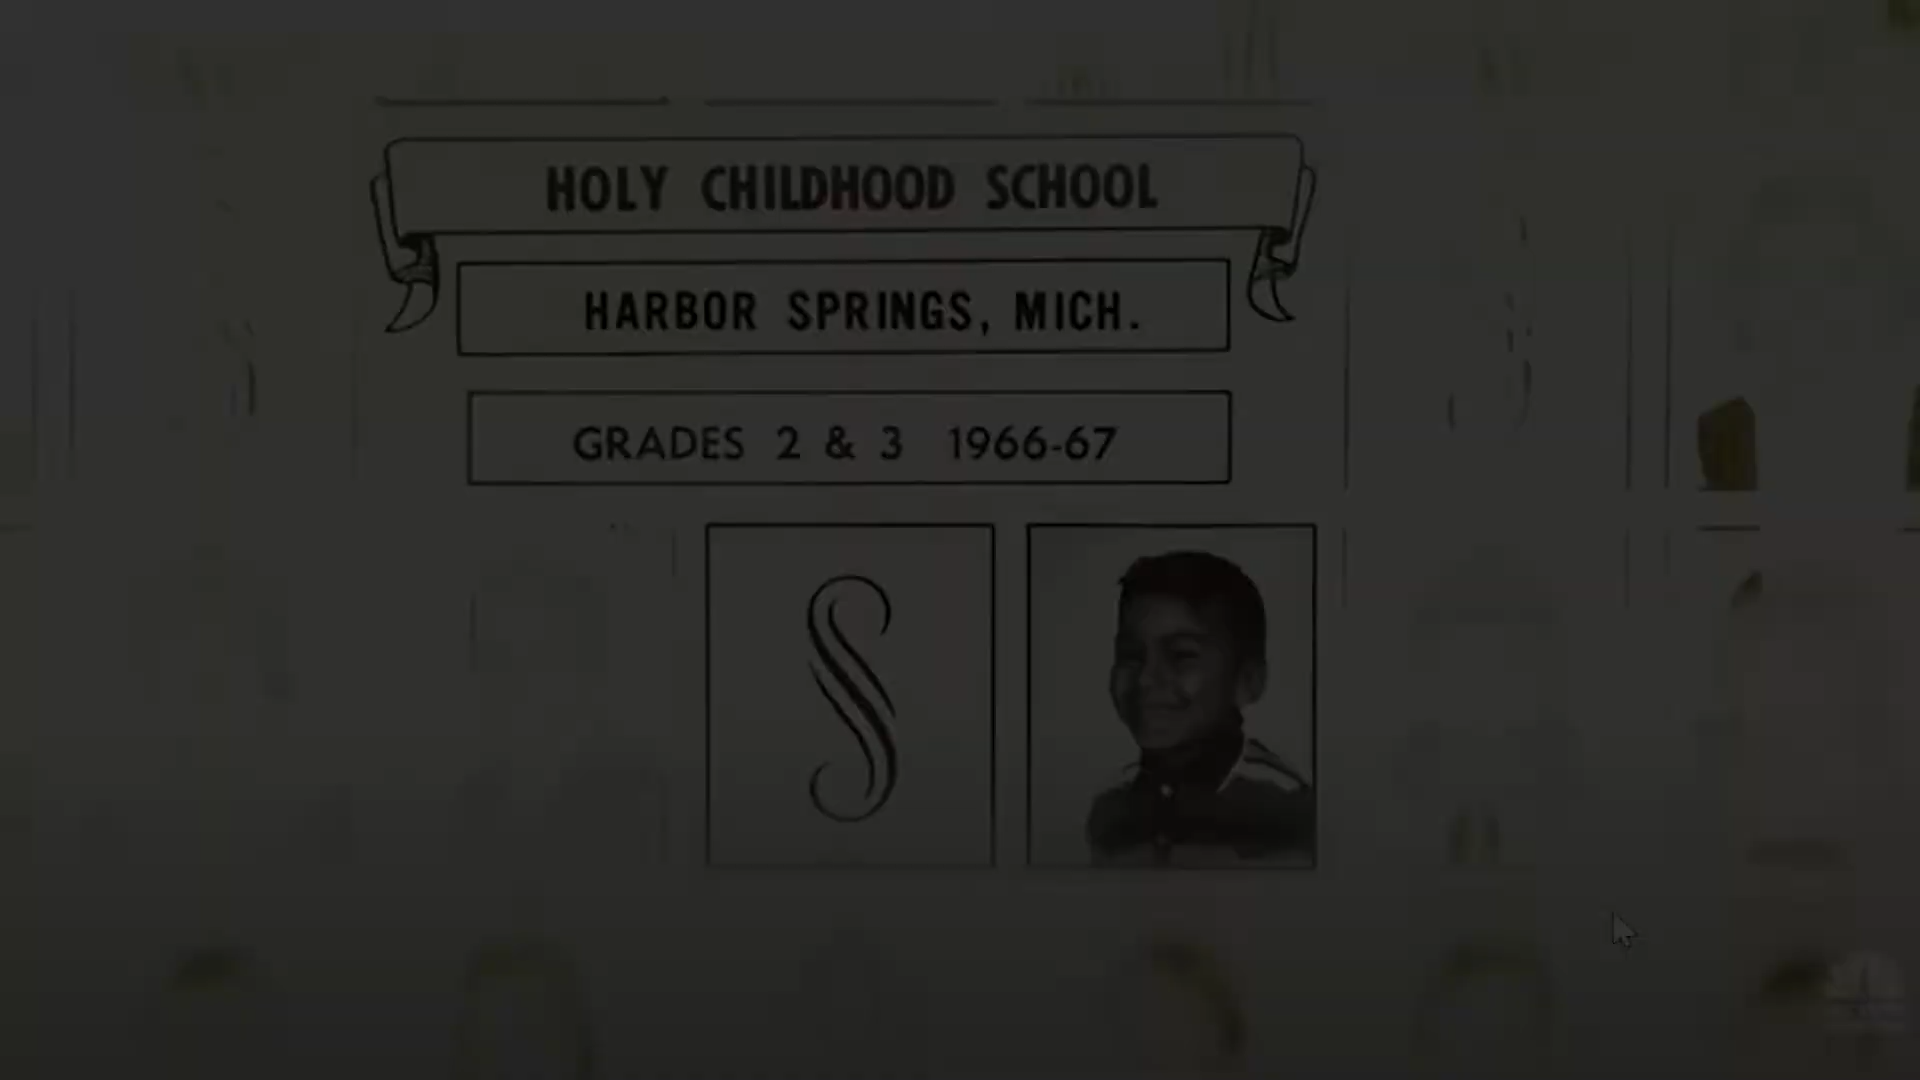 HOLY CHILDHOOD SCHOOL
HARBOR SPRINGS, MICH.
GRADES 2 & 3 1966-67
S